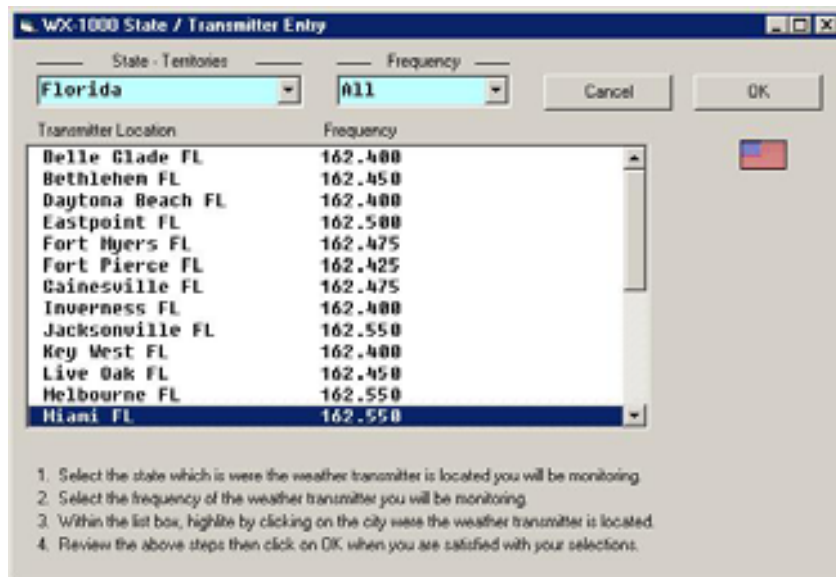 WX-1000 State / Transmitter Entry
State - Territories Frequency
Florida All Cancel OK
Transmitter Location Frequency
Belle Glade FL 162.400
Bethlehem FL 162.450
Daytona Beach FL 162.400
Eastpoint FL 162.500
Fort Myers FL 162.475
Fort Pierce FL 162.425
Gainesville FL 162.475
Inverness FL 162.400
Jacksonville FL 162.550
Key West FL 162.400
Live Oak FL 162.450
Melbourne FL 162.550
Miami FL 162.550
1. Select the state which is were the weather transmitter is located you will be monitoring.
2. Select the frequency of the weather transmitter you will be monitoring.
3. Within the list box, highlite by clicking on the city were the weather transmitter is located.
4. Review the above steps then click on OK when you are satisfied with your selections.